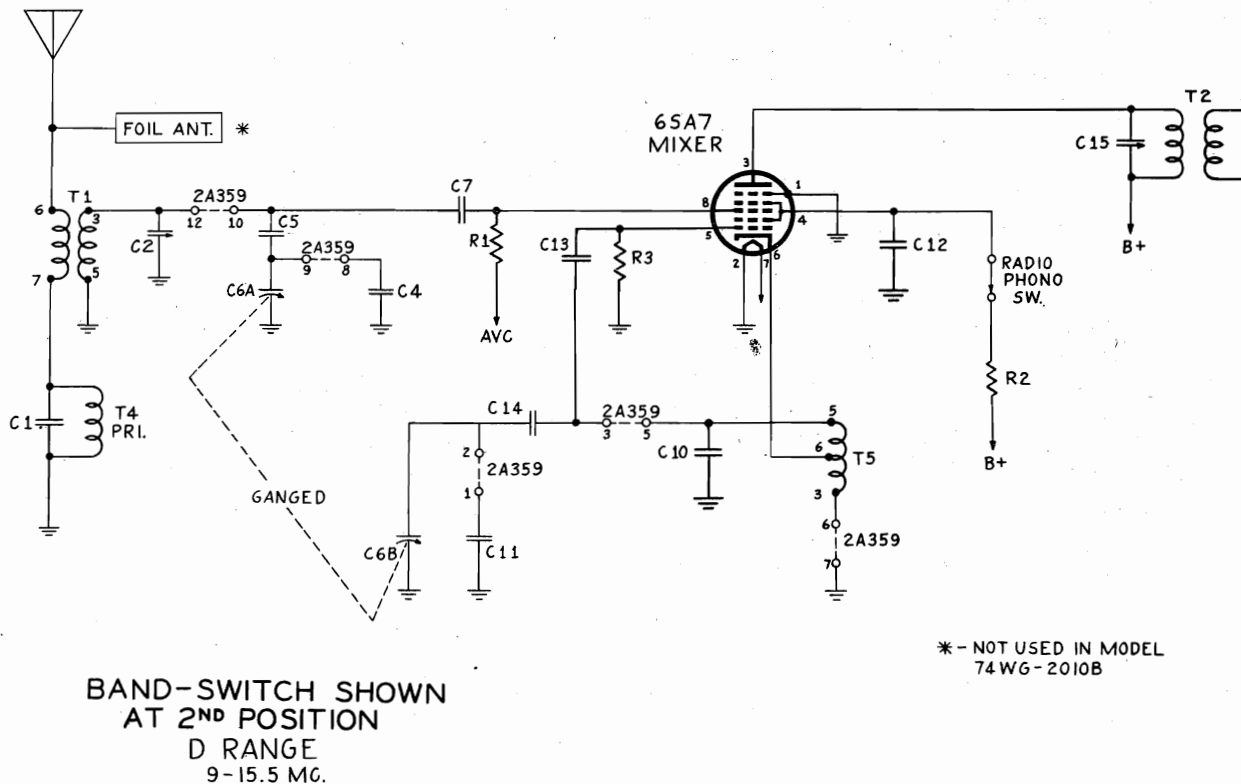 FOIL ANT. *
6SA7
MIXER
3
1
8
4
5
6
2
7
T2
C15
B+
6
T1
3
7
5
2A359
12
10
C2
C5
C7
R1
AVC
C13
R3
C12
RADIO
PHONO
SW.
R2
B+
2A359
9
8
C6A
C4
C1
T4
PRI.
GANGED
C14
2A359
3
5
C10
5
6
T5
3
2
2A359
1
C6B
C11
6
2A359
7
* - NOT USED IN MODEL
74WG-2010B
BAND-SWITCH SHOWN
AT 2ND POSITION
D RANGE
9-15.5 MC.